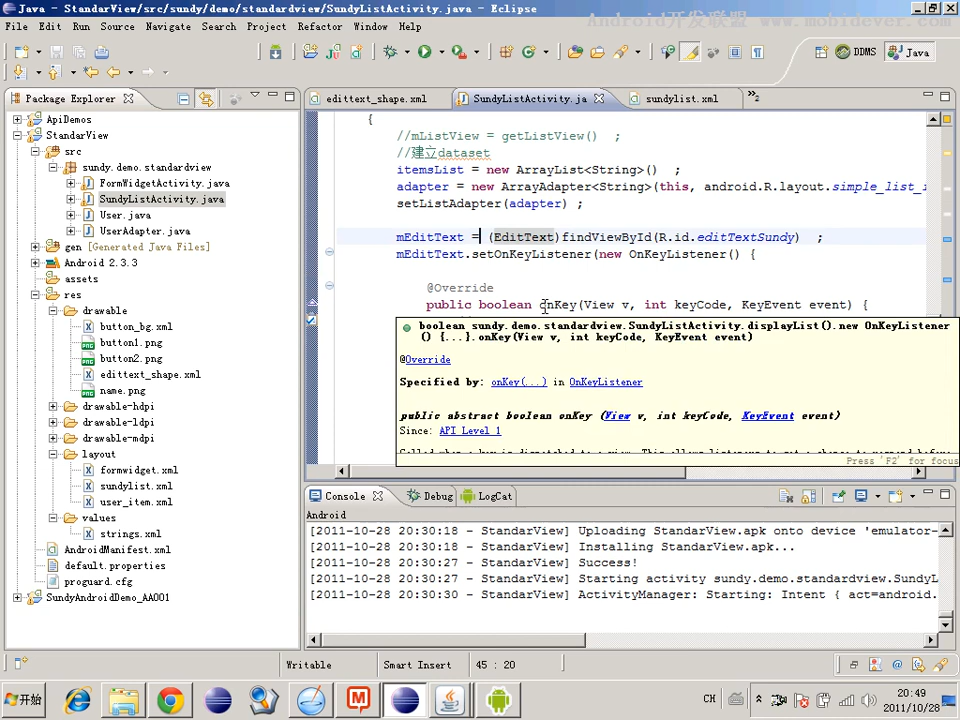 Java - StandarView/src/sundy/demo/standardview/SundyListActivity.java - Eclipse
Android开发联盟 www.mobidever.com
File Edit Run Source Navigate Search Project Refactor Window Help
DDMS Java
Package Explorer
edittext_shape.xml SundyListActivity.ja sundylist.xml »2
ApiDemos
StandarView
src
sundy.demo.standardview
FormWidgetActivity.java
SundyListActivity.java
User.java
UserAdapter.java
gen [Generated Java Files]
Android 2.3.3
assets
res
drawable
button_bg.xml
button1.png
button2.png
edittext_shape.xml
name.png
drawable-hdpi
drawable-ldpi
drawable-mdpi
layout
formwidget.xml
sundylist.xml
user_item.xml
values
strings.xml
AndroidManifest.xml
default.properties
proguard.cfg
SundyAndroidDemo_AA001
{
//mListView = getListView() ;
//建立dataset
itemsList = new ArrayList<String>() ;
adapter = new ArrayAdapter<String>(this, android.R.layout.simple_list_i
setListAdapter(adapter) ;
mEditText = (EditText)findViewById(R.id.editTextSundy) ;
mEditText.setOnKeyListener(new OnKeyListener() {
@Override
public boolean onKey(View v, int keyCode, KeyEvent event) {
boolean sundy.demo.standardview.SundyListActivity.displayList().new OnKeyListener
() {...}.onKey(View v, int keyCode, KeyEvent event)
@Override
Specified by: onKey(...) in OnKeyListener
public abstract boolean onKey (View v, int keyCode, KeyEvent event)
Since: API Level 1
Press 'F2' for focus
Console Debug LogCat
Android
[2011-10-28 20:30:18 - StandarView] Uploading StandarView.apk onto device 'emulator-
[2011-10-28 20:30:18 - StandarView] Installing StandarView.apk...
[2011-10-28 20:30:27 - StandarView] Success!
[2011-10-28 20:30:27 - StandarView] Starting activity sundy.demo.standardview.SundyL
[2011-10-28 20:30:30 - StandarView] ActivityManager: Starting: Intent { act=android.
Writable Smart Insert 45 : 20
开始
CH
20:49
2011/10/28